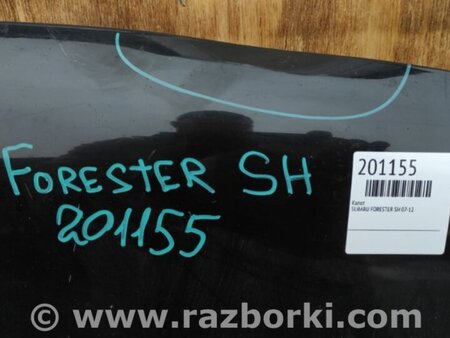 FORESTER SH
201155
201155
Капот
SUBARU FORESTER SH 07-12
© www.razborki.com